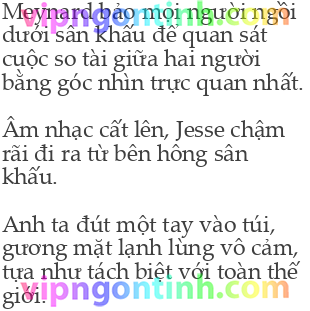 Meynard bảo mọi người ngồi
dưới sân khấu để quan sát
cuộc so tài giữa hai người
bằng góc nhìn trực quan nhất.
Âm nhạc cất lên, Jesse chậm
rãi đi ra từ bên hông sân
khấu.
Anh ta đút một tay vào túi,
gương mặt lạnh lùng vô cảm,
tựa như tách biệt với toàn thế
giới.
vipngontinh.com
vipngontinh.com